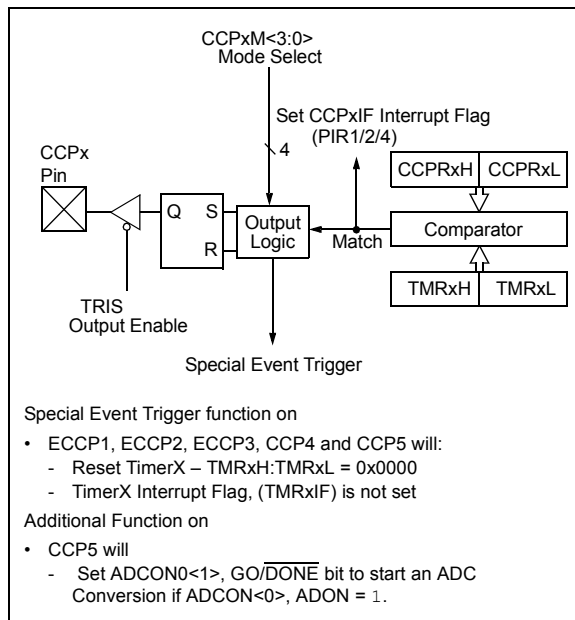 CCPxM<3:0>
Mode Select
Set CCPxIF Interrupt Flag
(PIR1/2/4)
4
CCPx
Pin
CCPRxH CCPRxL
Q S
R
Output
Logic
Match
Comparator
TRIS
Output Enable
TMRxH TMRxL
Special Event Trigger
Special Event Trigger function on
• ECCP1, ECCP2, ECCP3, CCP4 and CCP5 will:
- Reset TimerX – TMRxH:TMRxL = 0x0000
- TimerX Interrupt Flag, (TMRxIF) is not set
Additional Function on
• CCP5 will
- Set ADCON0<1>, GO/DONE bit to start an ADC
Conversion if ADCON<0>, ADON = 1.